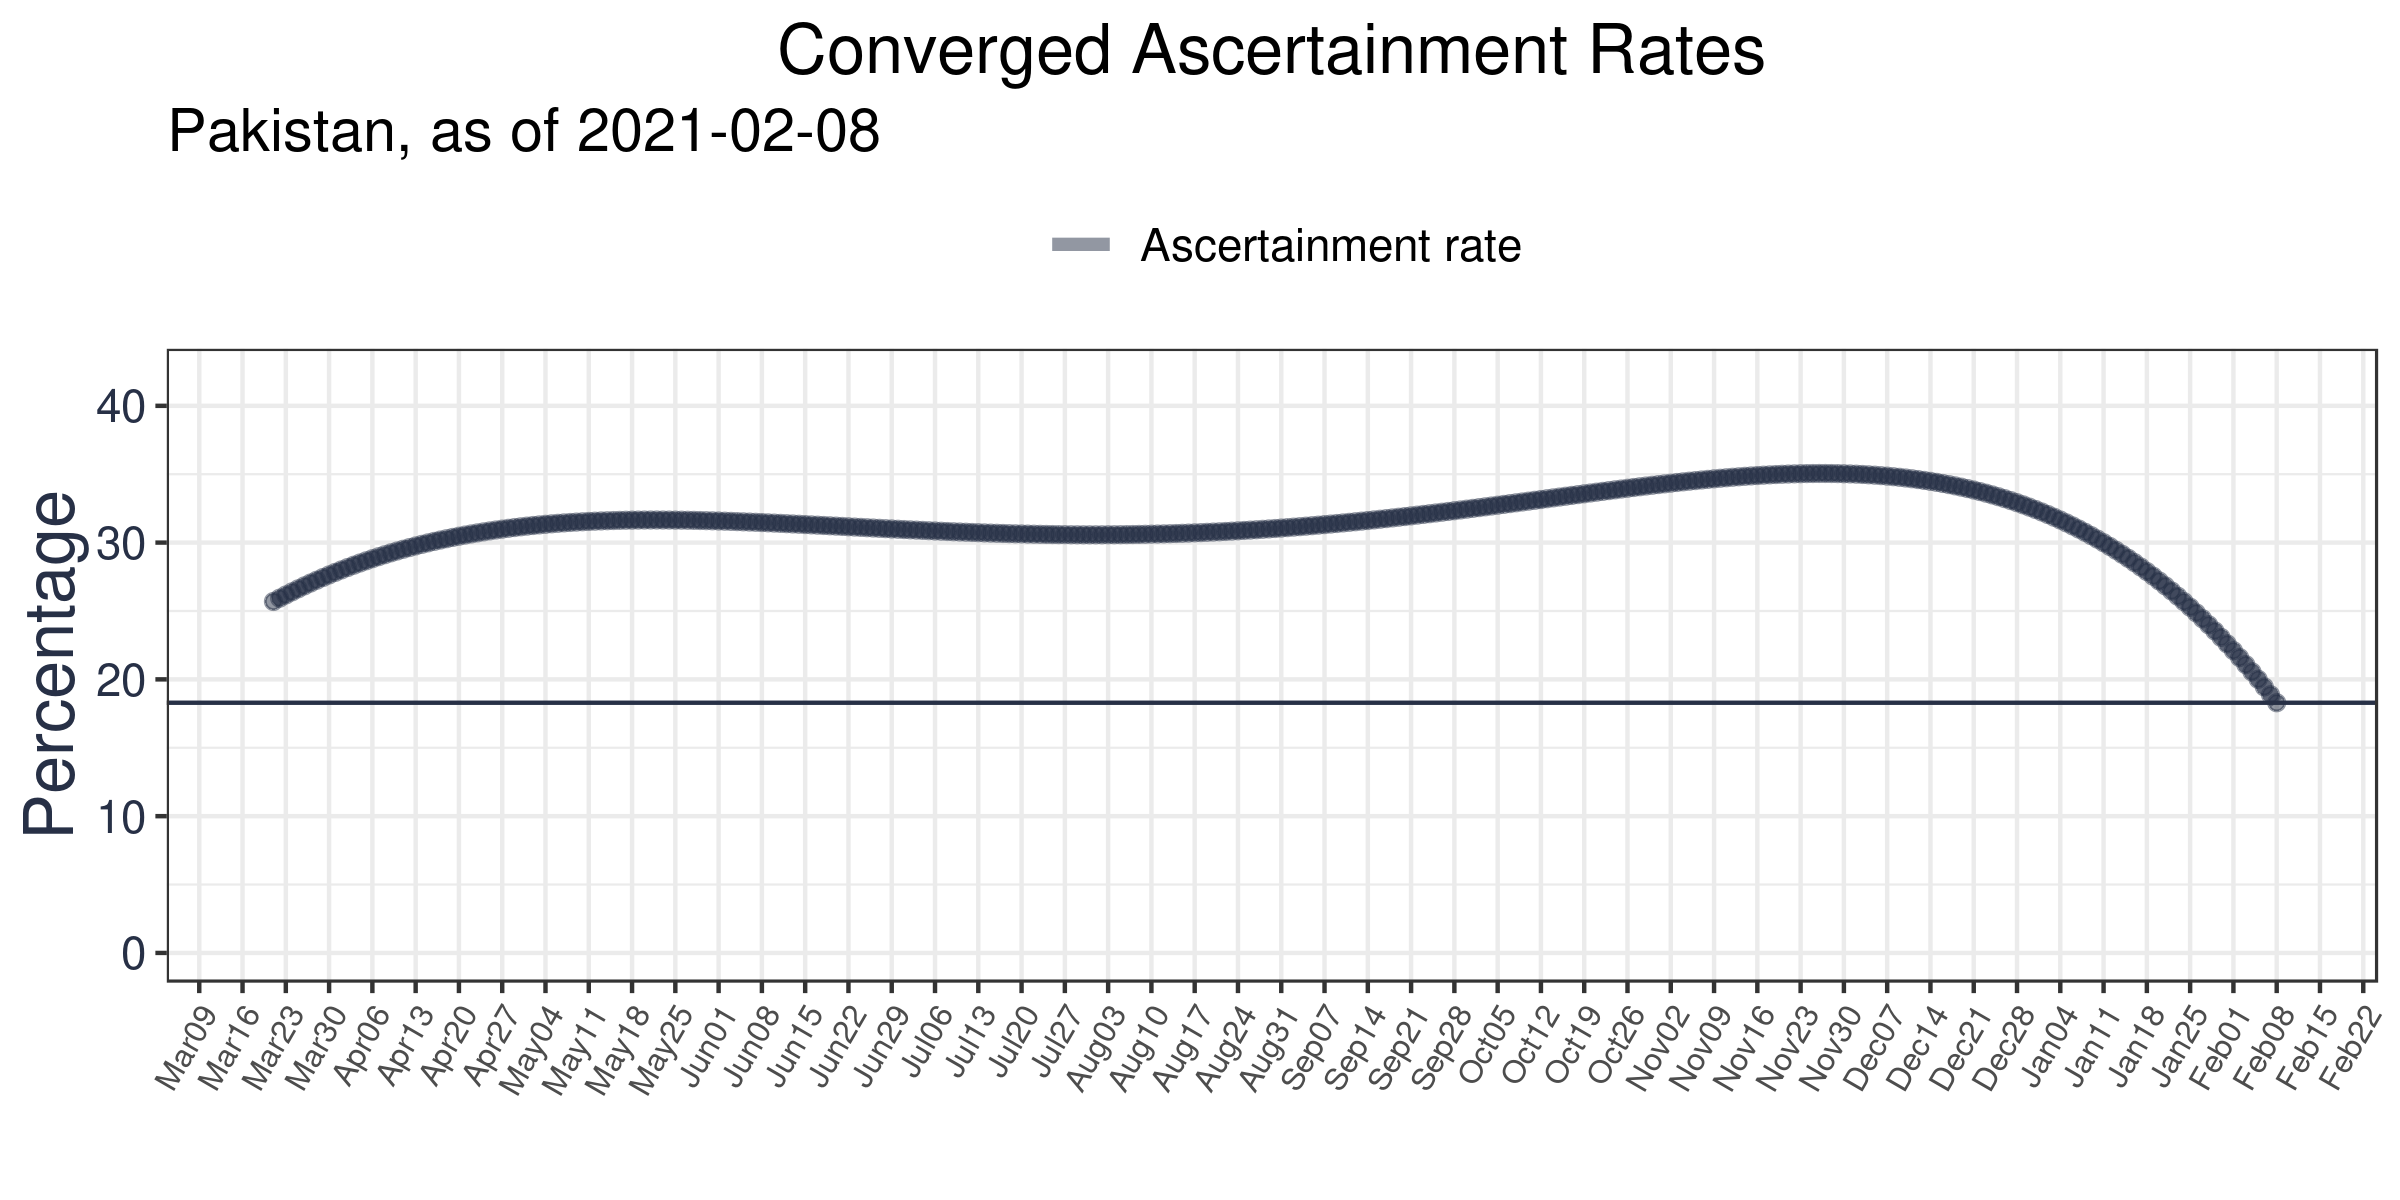 Converged Ascertainment Rates
Pakistan, as of 2021-02-08
Ascertainment rate
Percentage
40
30
20
10
0
Mar09 Mar16 Mar23 Mar30 Apr06 Apr13 Apr20 Apr27 May04 May11 May18 May25 Jun01 Jun08 Jun15 Jun22 Jun29 Jul06 Jul13 Jul20 Jul27 Aug03 Aug10 Aug17 Aug24 Aug31 Sep07 Sep14 Sep21 Sep28 Oct05 Oct12 Oct19 Oct26 Nov02 Nov09 Nov16 Nov23 Nov30 Dec07 Dec14 Dec21 Dec28 Jan04 Jan11 Jan18 Jan25 Feb01 Feb08 Feb15 Feb22